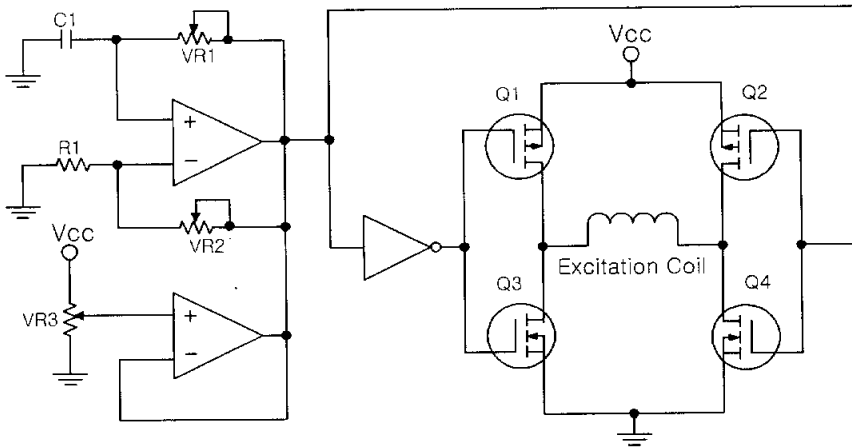 C1
VR1
Vcc
Q1
Q2
+
−
R1
VR2
Vcc
Excitation Coil
Q3
Q4
VR3
+
−